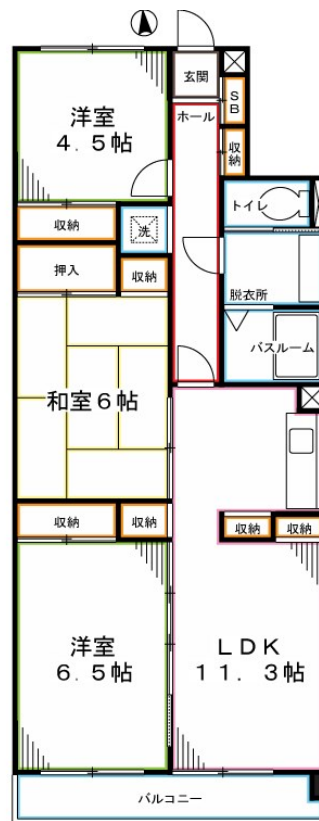 玄関
洋室
4.5帖
SB
ホール
収納
トイレ
収納
洗
押入
収納
脱衣所
バスルーム
和室6帖
収納
収納
収納
収納
洋室
6.5帖
LDK
11.3帖
バルコニー